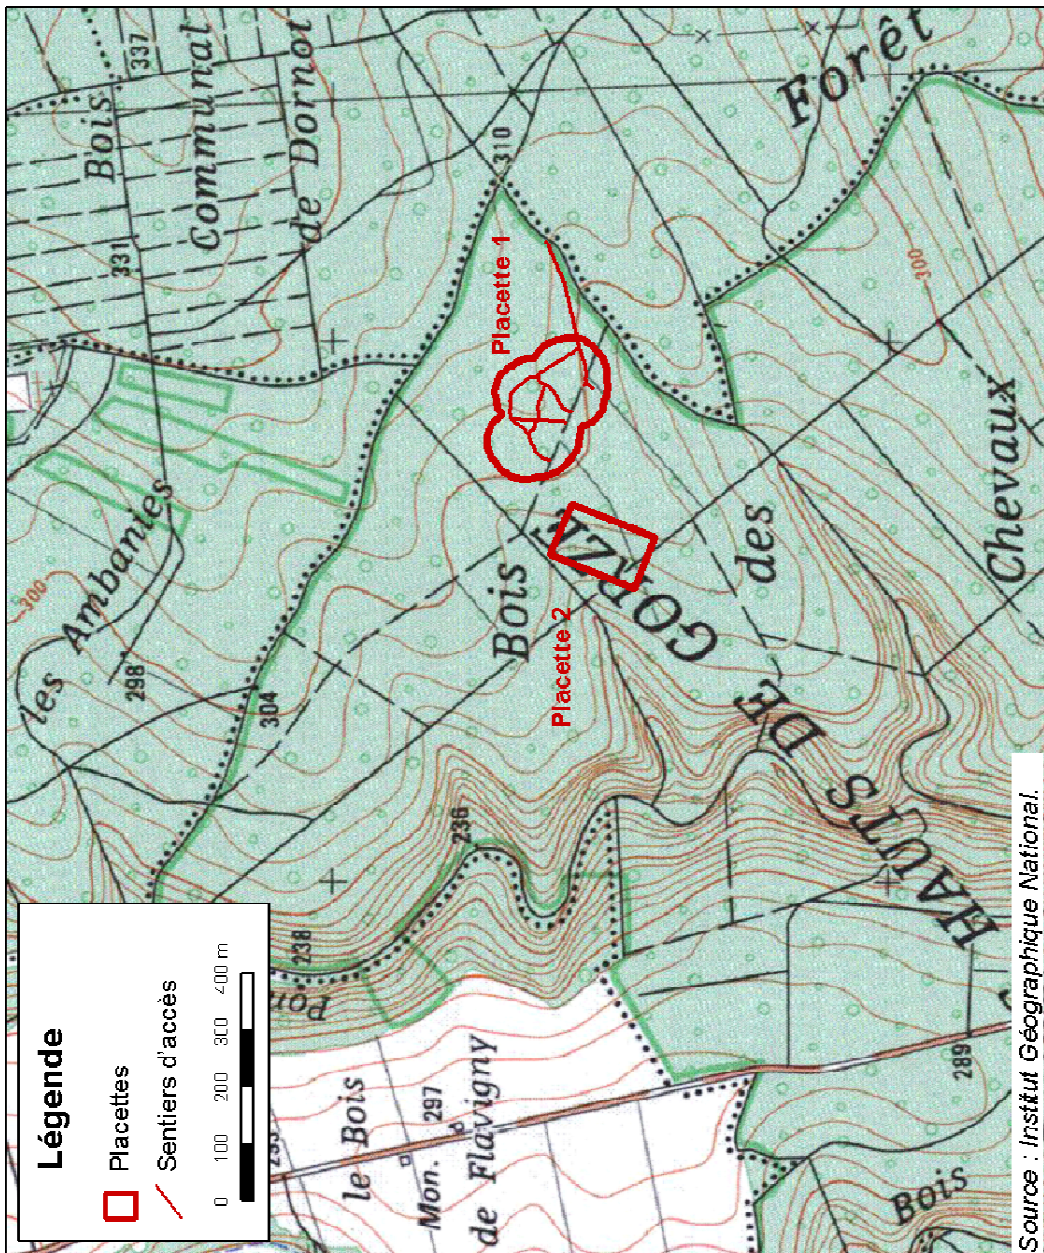 Légende
Placettes
Sentiers d'accès
0 100 200 300 400 m
Placette 1
Placette 2
337
331
Bois
Communal
de Dornot
310
Forêt
300
les Ambanies
300
298
304
Bois
des
Chevaux
HAUTS DE GORZE
236
238
le Bois
de Flavigny
Mon.
297
289
Bois
Source : Institut Géographique National.